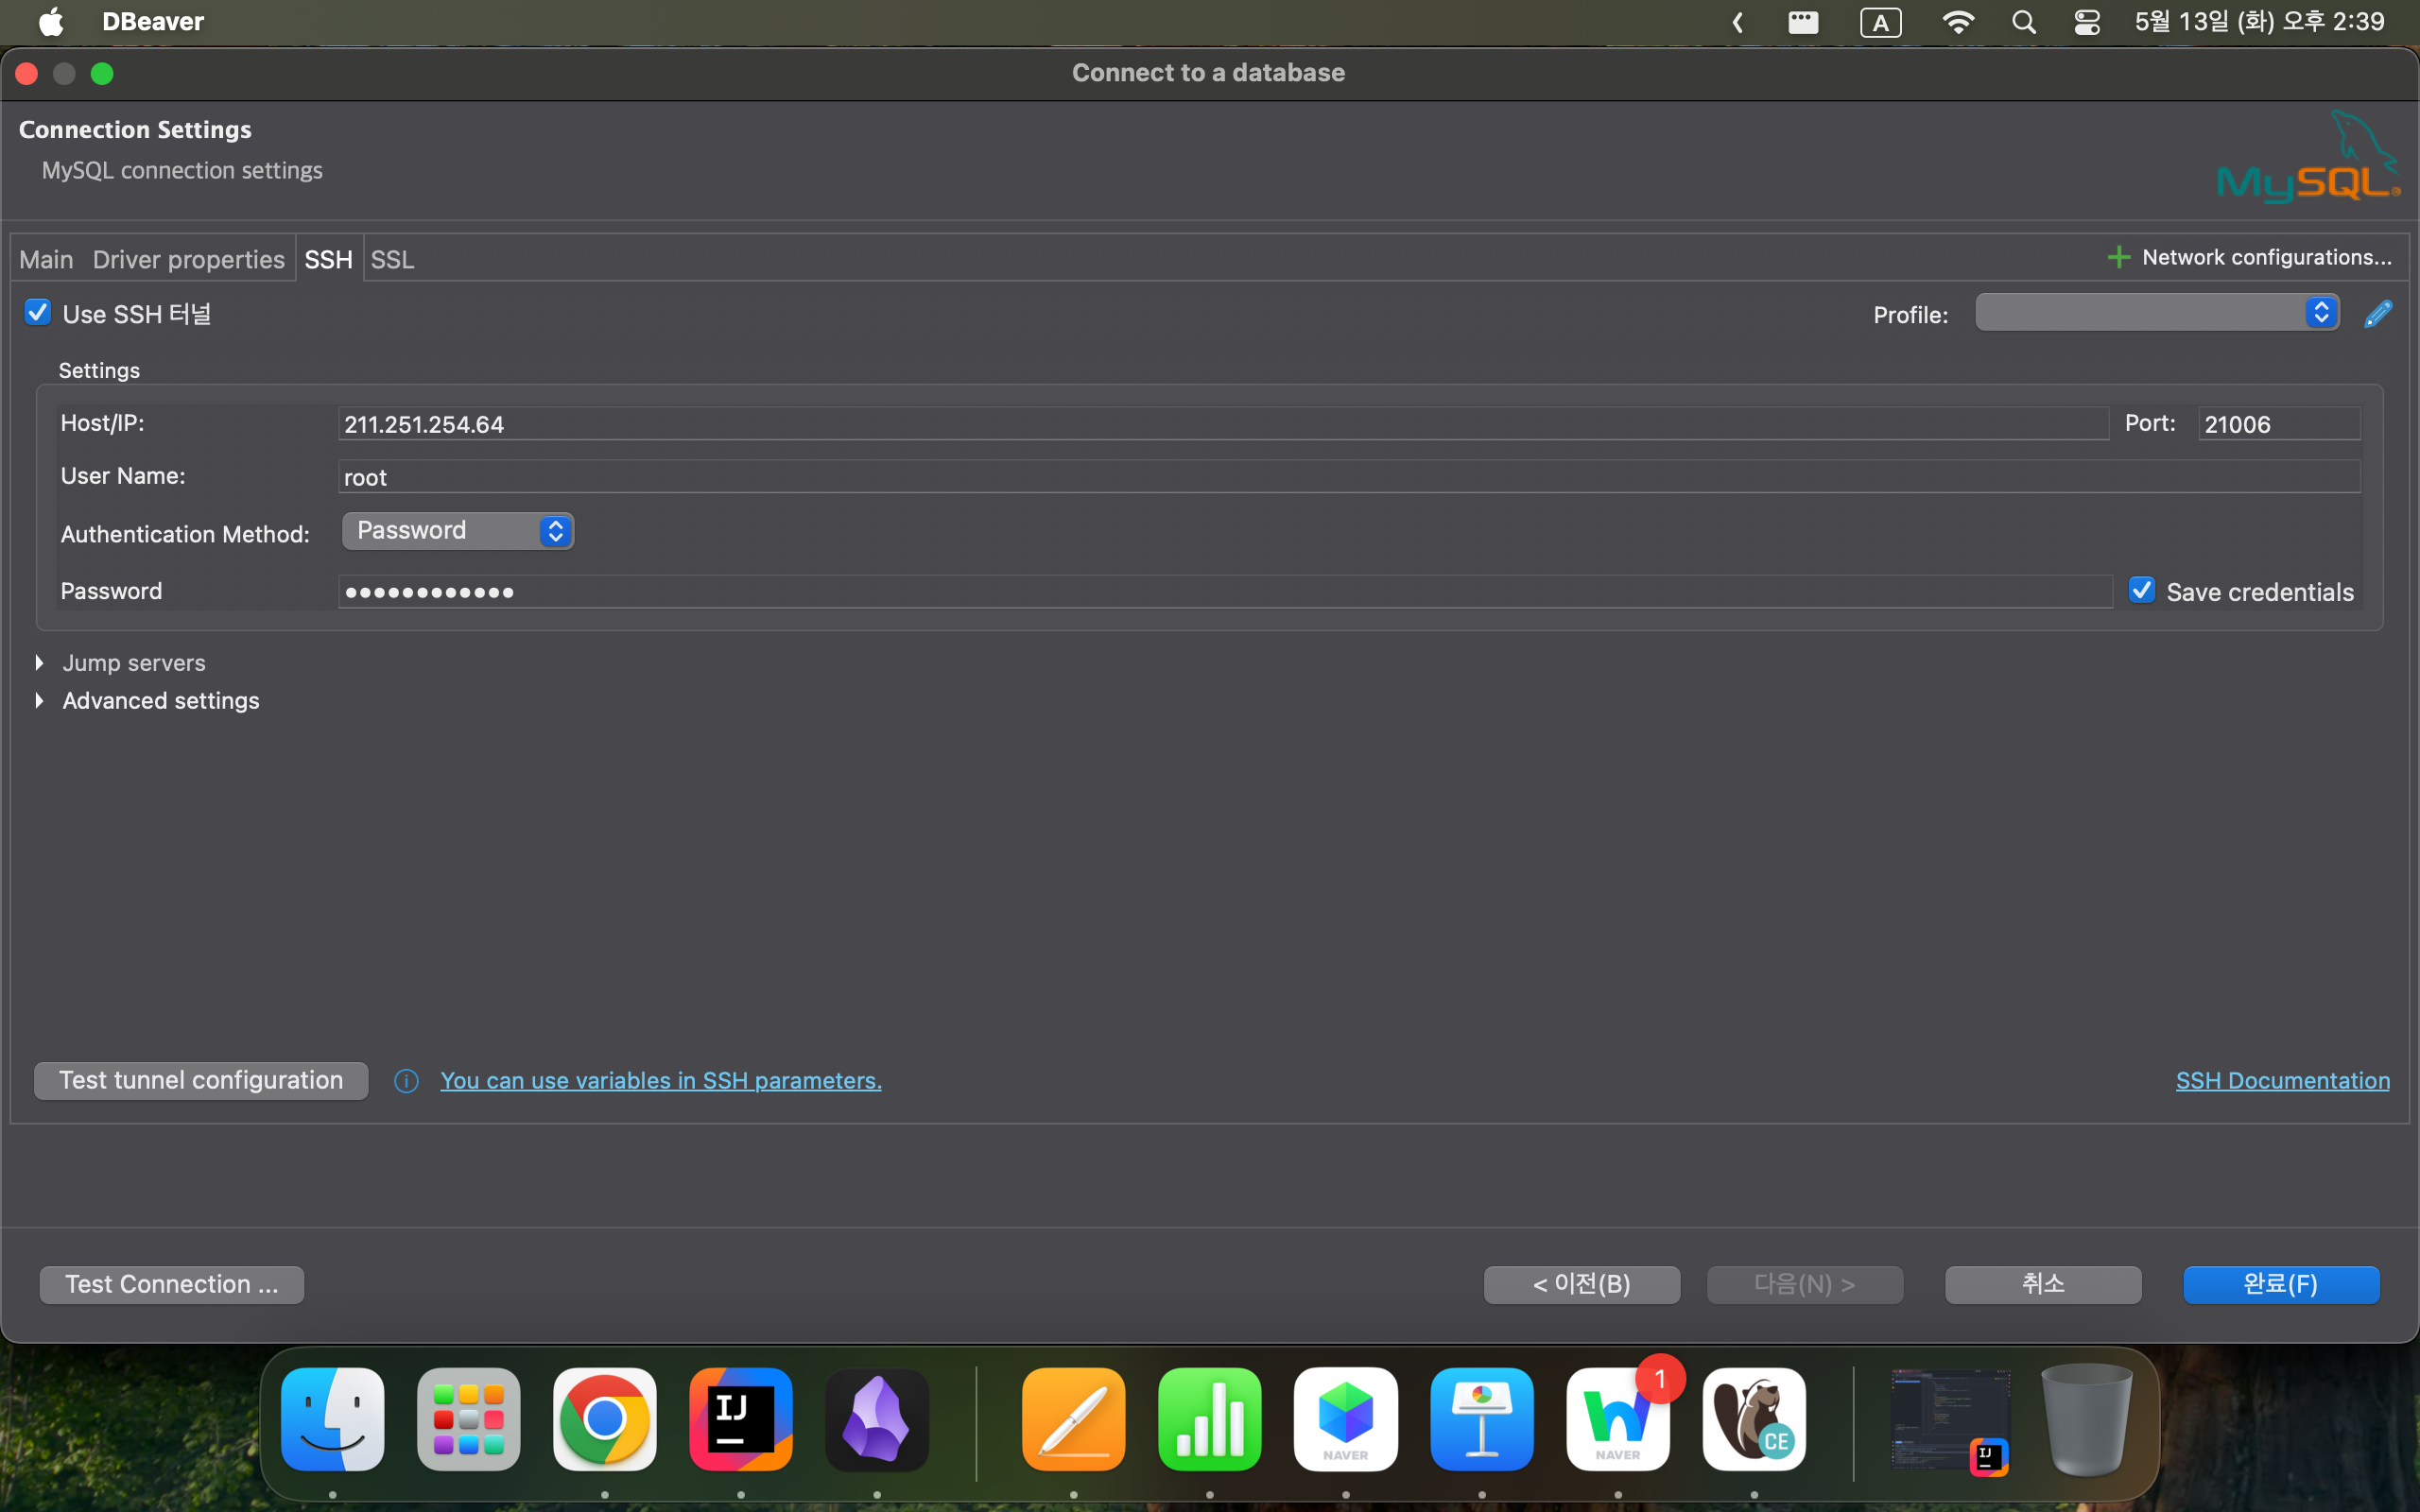 DBeaver
A
5월 13일 (화) 오후 2:39
Connect to a database
Connection Settings
MySQL connection settings
MySQL
Main
Driver properties
SSH
SSL
Network configurations...
Use SSH 터널
Profile:
Settings
Host/IP:
211.251.254.64
Port:
21006
User Name:
root
Authentication Method:
Password
Password
Save credentials
Jump servers
Advanced settings
Test tunnel configuration
You can use variables in SSH parameters.
SSH Documentation
Test Connection ...
< 이전(B)
다음(N) >
취소
완료(F)
IJ
NAVER
NAVER
1
CE
IJ